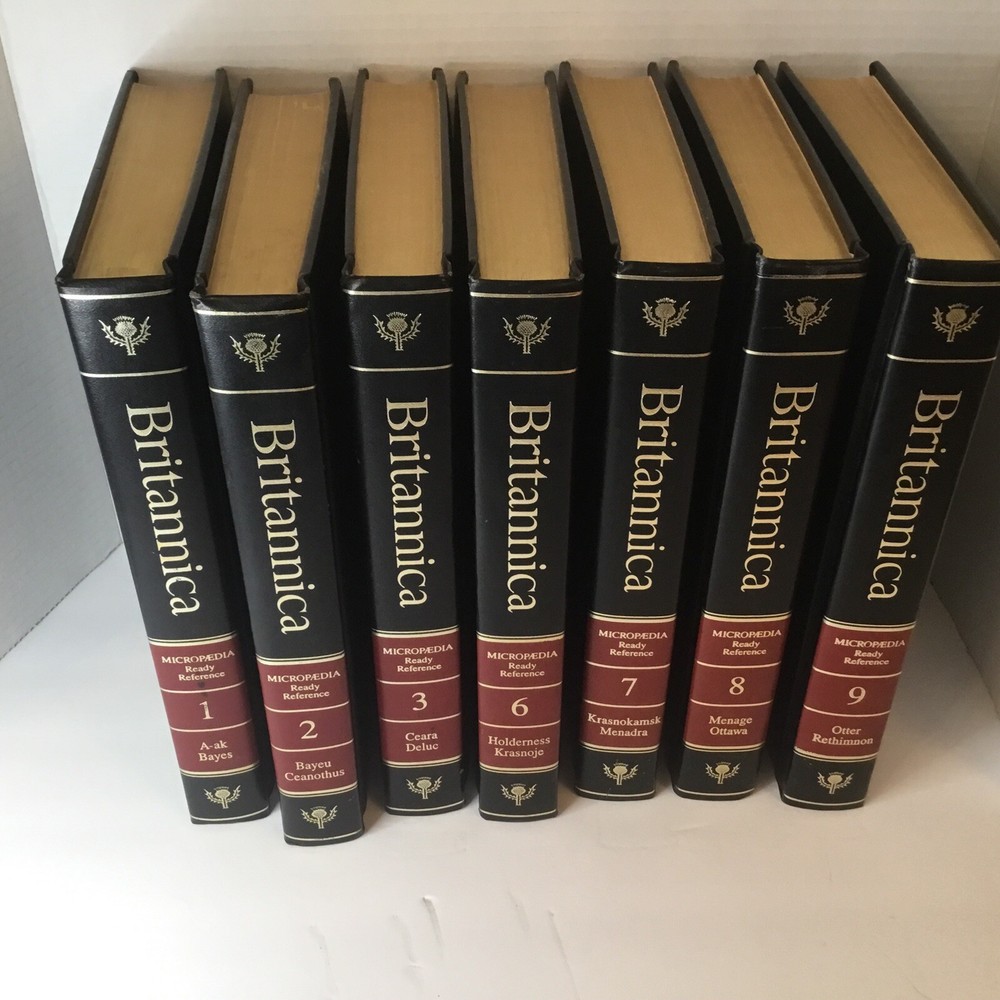 Britannica
MICROPÆDIA
Ready
Reference
1
A-ak
Bayes
Britannica
MICROPÆDIA
Ready
Reference
2
Bayeu
Ceanothus
Britannica
MICROPÆDIA
Ready
Reference
3
Ceara
Deluc
Britannica
MICROPÆDIA
Ready
Reference
6
Holderness
Krasnoje
Britannica
MICROPÆDIA
Ready
Reference
7
Krasnokamsk
Menadra
Britannica
MICROPÆDIA
Ready
Reference
8
Menage
Ottawa
Britannica
MICROPÆDIA
Ready
Reference
9
Otter
Rethimnon